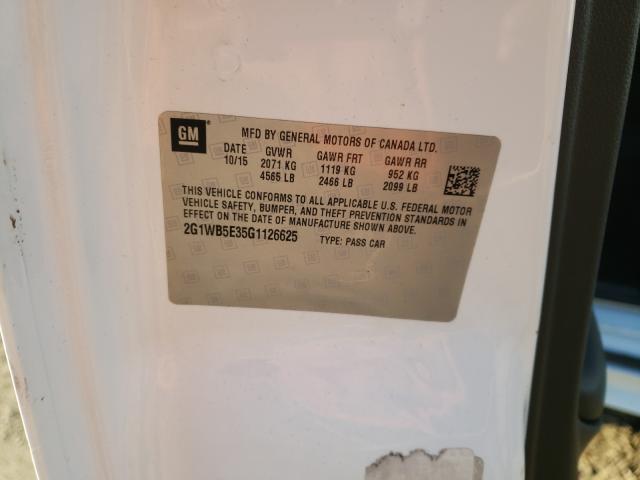 GM
MFD BY GENERAL MOTORS OF CANADA LTD.
DATE GVWR GAWR FRT GAWR RR
10/15 2071 KG 1119 KG 952 KG
4565 LB 2466 LB 2099 LB
THIS VEHICLE CONFORMS TO ALL APPLICABLE U.S. FEDERAL MOTOR
VEHICLE SAFETY, BUMPER, AND THEFT PREVENTION STANDARDS IN
EFFECT ON THE DATE OF MANUFACTURE SHOWN ABOVE.
2G1WB5E35G1126625 TYPE: PASS CAR